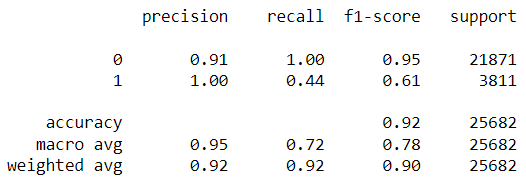 precision recall f1-score support
0 0.91 1.00 0.95 21871
1 1.00 0.44 0.61 3811
accuracy 0.92 25682
macro avg 0.95 0.72 0.78 25682
weighted avg 0.92 0.92 0.90 25682